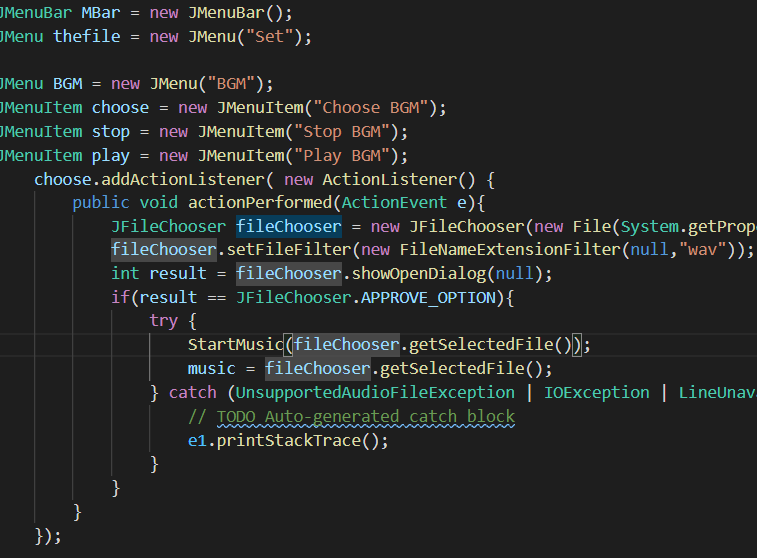 JMenuBar MBar = new JMenuBar();
JMenu thefile = new JMenu("Set");
JMenu BGM = new JMenu("BGM");
JMenuItem choose = new JMenuItem("Choose BGM");
JMenuItem stop = new JMenuItem("Stop BGM");
JMenuItem play = new JMenuItem("Play BGM");
choose.addActionListener( new ActionListener() {
public void actionPerformed(ActionEvent e){
JFileChooser fileChooser = new JFileChooser(new File(System.getProp
fileChooser.setFileFilter(new FileNameExtensionFilter(null,"wav"));
int result = fileChooser.showOpenDialog(null);
if(result == JFileChooser.APPROVE_OPTION){
try {
StartMusic(fileChooser.getSelectedFile());
music = fileChooser.getSelectedFile();
} catch (UnsupportedAudioFileException | IOException | LineUnava
// TODO Auto-generated catch block
e1.printStackTrace();
}
}
}
});